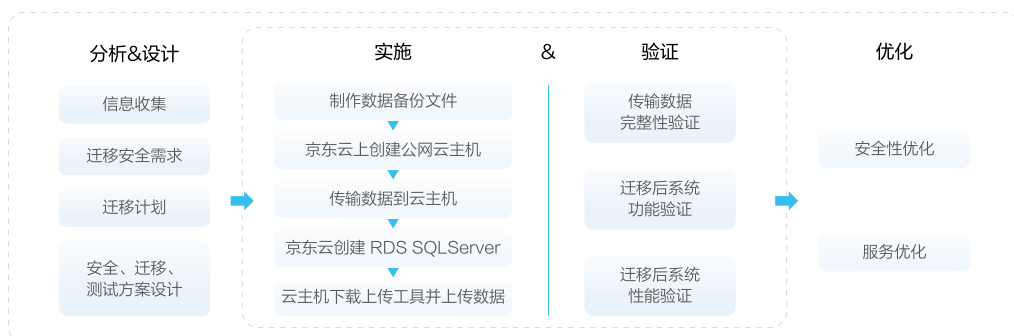 分析&设计
信息收集
迁移安全需求
迁移计划
安全、迁移、
测试方案设计
实施
制作数据备份文件
京东云上创建公网云主机
传输数据到云主机
京东云创建 RDS SQLServer
云主机下载上传工具并上传数据
&
验证
传输数据
完整性验证
迁移后系统
功能验证
迁移后系统
性能验证
优化
安全性优化
服务优化